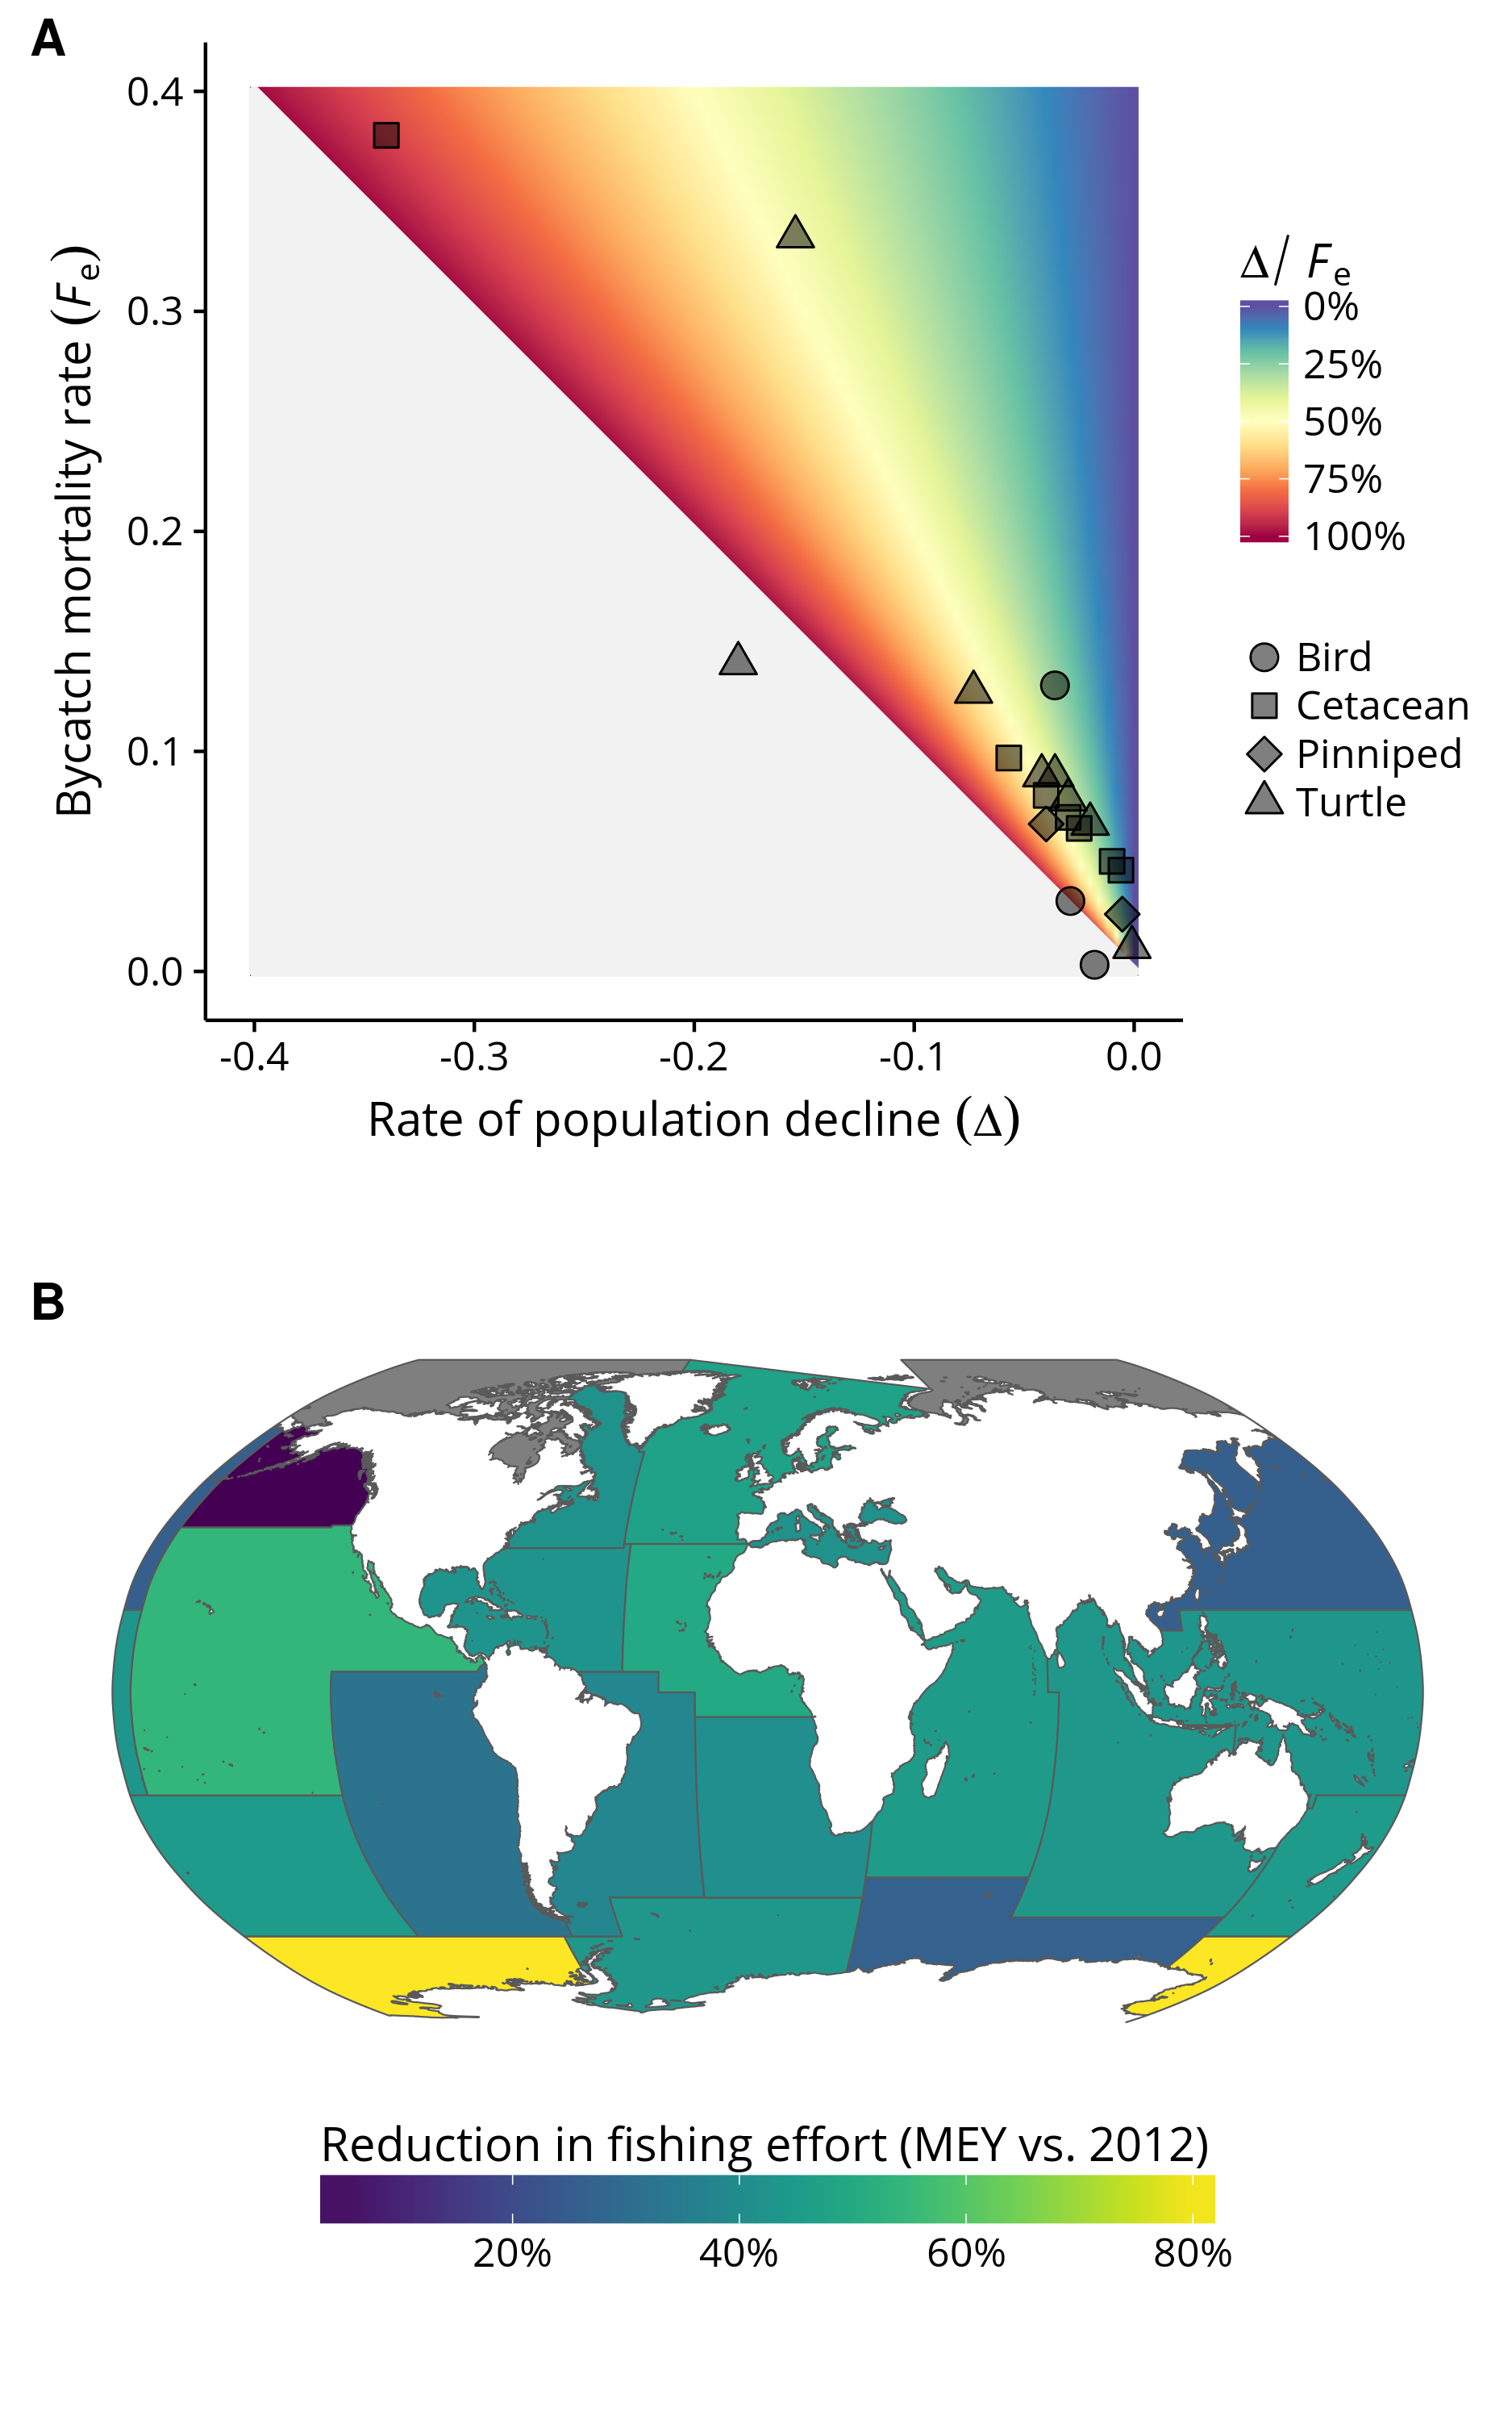 A
0.4
0.3
0.2
0.1
0.0
Bycatch mortality rate (Fe)
-0.4 -0.3 -0.2 -0.1 0.0
Rate of population decline (Δ)
Δ/ Fe
0%
25%
50%
75%
100%
Bird
Cetacean
Pinniped
Turtle
B
Reduction in fishing effort (MEY vs. 2012)
20% 40% 60% 80%